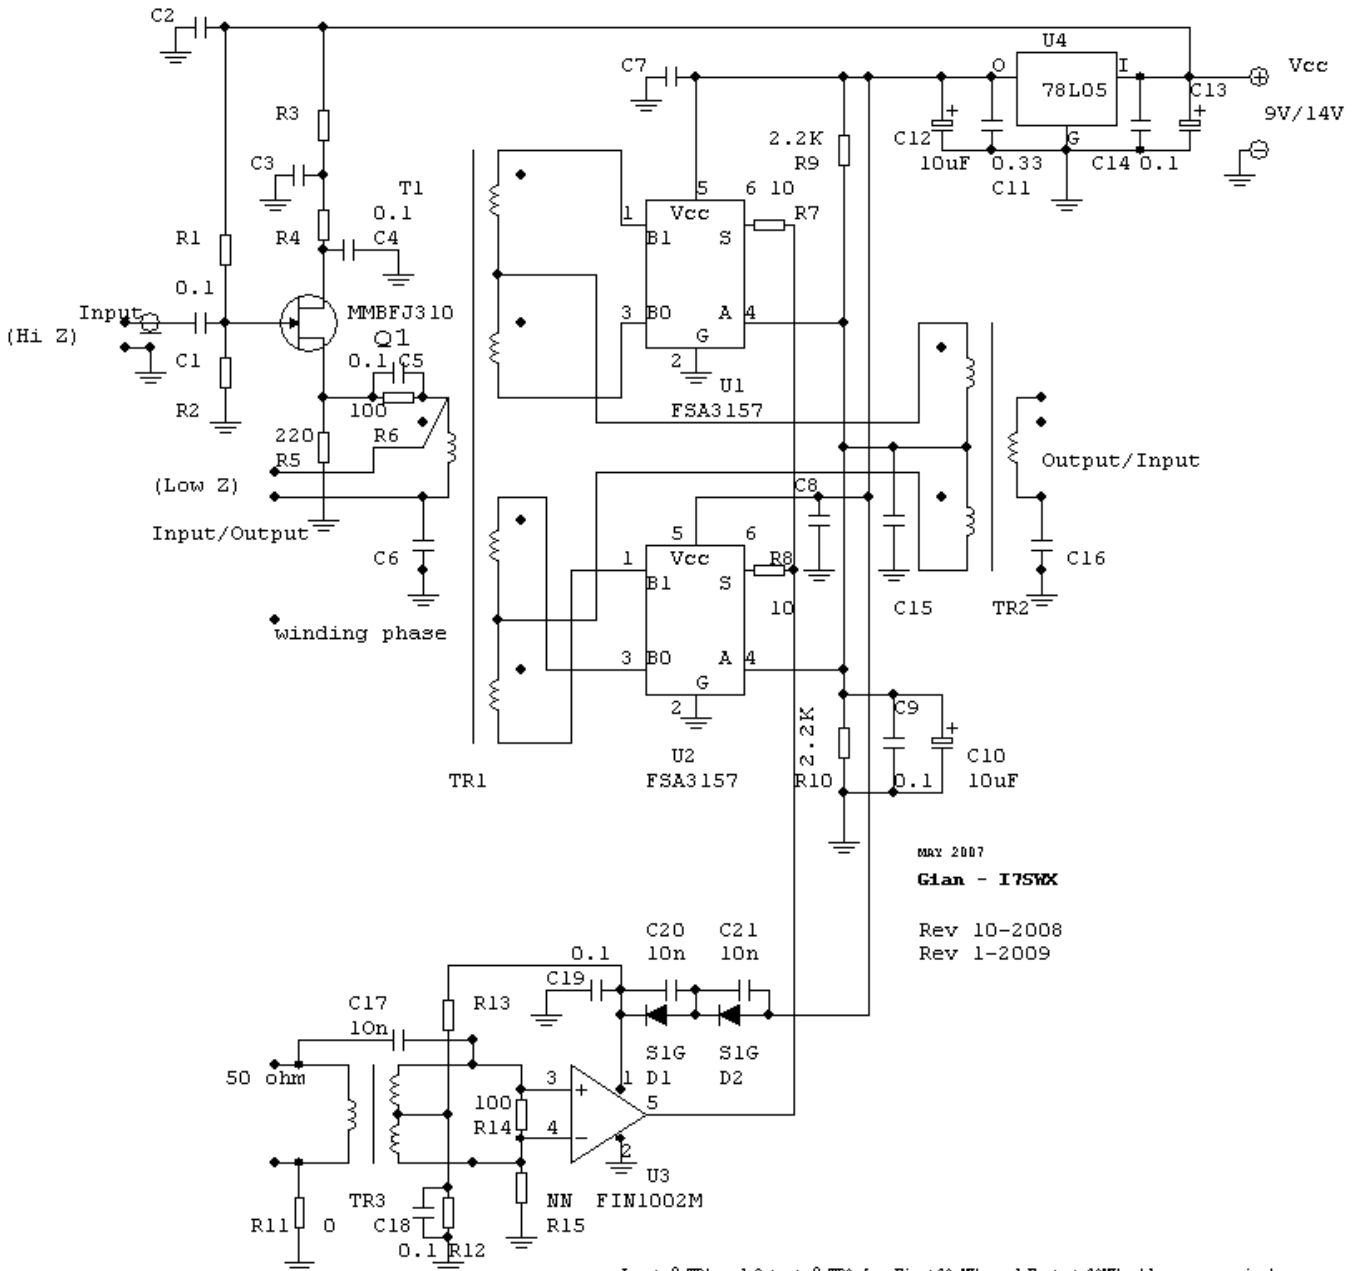 C2
U4
O
I
Vcc
C7
78L05
C13
+
+
9V/14V
R3
2.2K
C12
G
R9
10uF
0.33
C14 0.1
C3
C11
T1
5
6
10
0.1
1
Vcc
R7
R1
R4
C4
B1
S
0.1
Input
MMBFJ310
3
B0
A
4
(Hi Z)
Q1
G
C1
0.1 C5
2
U1
R2
100
FSA3157
220
R6
R5
Output/Input
(Low Z)
C8
Input/Output
5
6
C6
1
Vcc
R8
C16
B1
S
10
C15
TR2
winding phase
3
B0
A
4
G
2
C9
+
2.2K
U2
C10
TR1
FSA3157
R10
0.1
10uF
MAY 2007
Gian - I7SWX
C20
C21
Rev 10-2008
0.1
10n
10n
Rev 1-2009
C19
C17
R13
10n
S1G
S1G
50 ohm
3
+
1
D1
D2
100
5
R14
4
-
2
U3
TR3
NN
FIN1002M
R11
0
C18
R15
0.1
R12